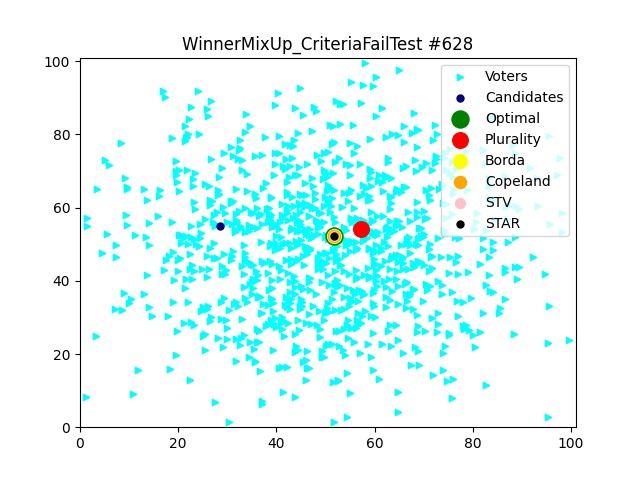 WinnerMixUp_CriteriaFailTest #628
100
80
60
40
20
0
0 20 40 60 80 100
Voters
Candidates
Optimal
Plurality
Borda
Copeland
STV
STAR